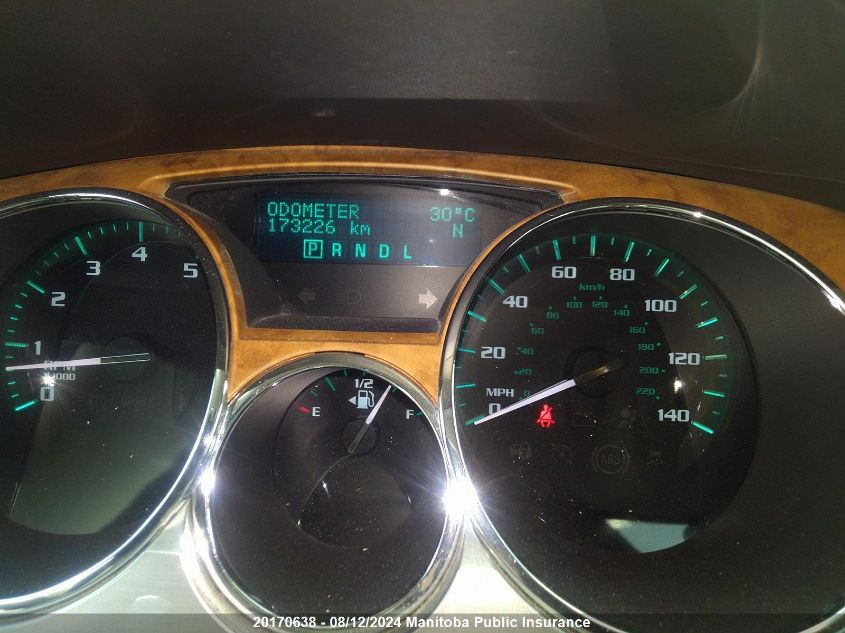 ODOMETER 30°C
173226 km N
P R N D L
0 1 2 3 4 5
RPM
X1000
E 1/2 F
0 20 40 60 80 100 120 140
MPH
km/h
20 40 60 80 100 120 140 160 180 200 220
ABS
20170638 - 08/12/2024 Manitoba Public Insurance